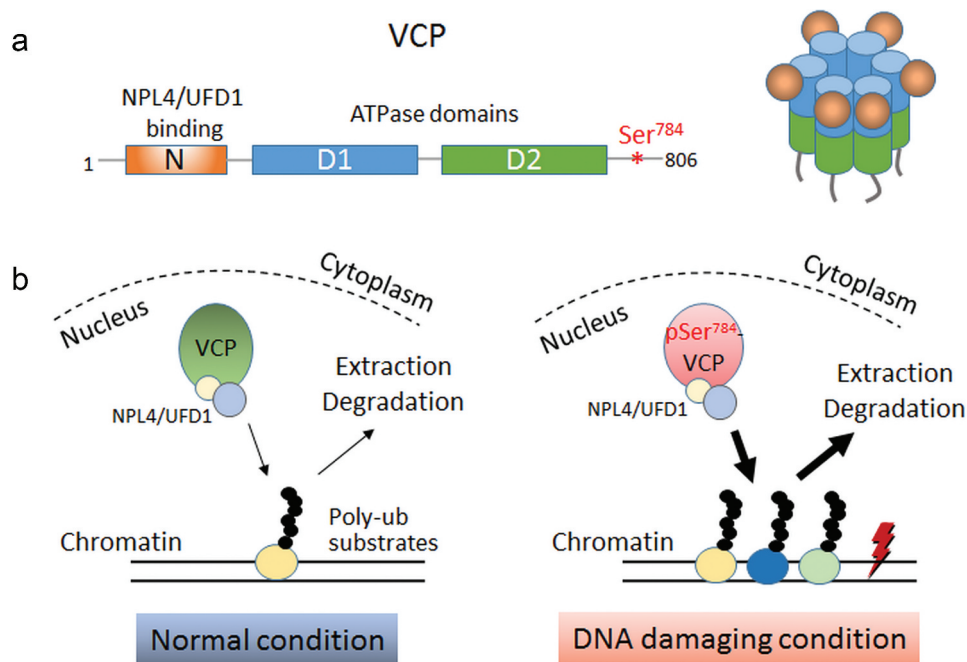 a
VCP
NPL4/UFD1
binding
ATPase domains
Ser784
1
N
D1
D2
*
806
b
Nucleus
Cytoplasm
VCP
NPL4/UFD1
Extraction
Degradation
Chromatin
Poly-ub
substrates
Normal condition
Nucleus
Cytoplasm
pSer784-
VCP
NPL4/UFD1
Extraction
Degradation
Chromatin
DNA damaging condition